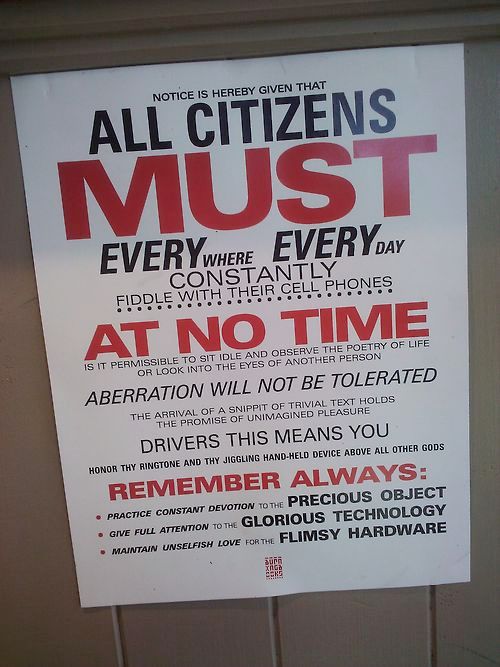 NOTICE IS HEREBY GIVEN THAT
ALL CITIZENS
MUST
EVERYWHERE EVERYDAY
CONSTANTLY
FIDDLE WITH THEIR CELL PHONES
AT NO TIME
IS IT PERMISSIBLE TO SIT IDLE AND OBSERVE THE POETRY OF LIFE
OR LOOK INTO THE EYES OF ANOTHER PERSON
ABERRATION WILL NOT BE TOLERATED
THE ARRIVAL OF A SNIPPIT OF TRIVIAL TEXT HOLDS
THE PROMISE OF UNIMAGINED PLEASURE
DRIVERS THIS MEANS YOU
HONOR THY RINGTONE AND THY JIGGLING HAND-HELD DEVICE ABOVE ALL OTHER GODS
REMEMBER ALWAYS:
• PRACTICE CONSTANT DEVOTION TO THE PRECIOUS OBJECT
• GIVE FULL ATTENTION TO THE GLORIOUS TECHNOLOGY
• MAINTAIN UNSELFISH LOVE FOR THE FLIMSY HARDWARE